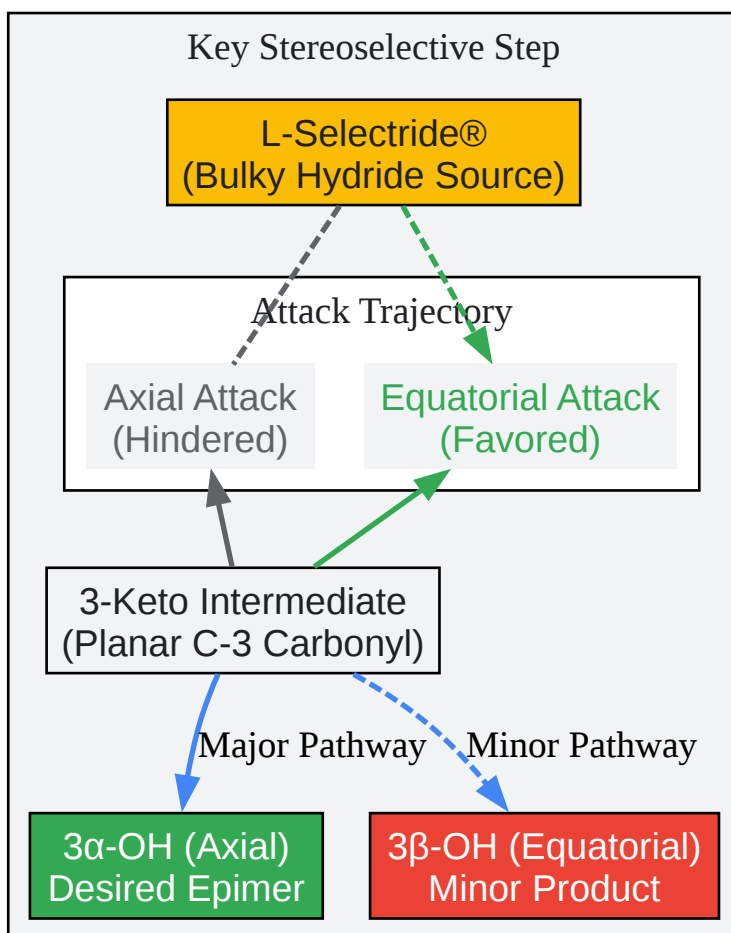 Key Stereoselective Step
L-Selectride®
(Bulky Hydride Source)
Attack Trajectory
Axial Attack
(Hindered)
Equatorial Attack
(Favored)
3-Keto Intermediate
(Planar C-3 Carbonyl)
Major Pathway
Minor Pathway
3α-OH (Axial)
Desired Epimer
3β-OH (Equatorial)
Minor Product